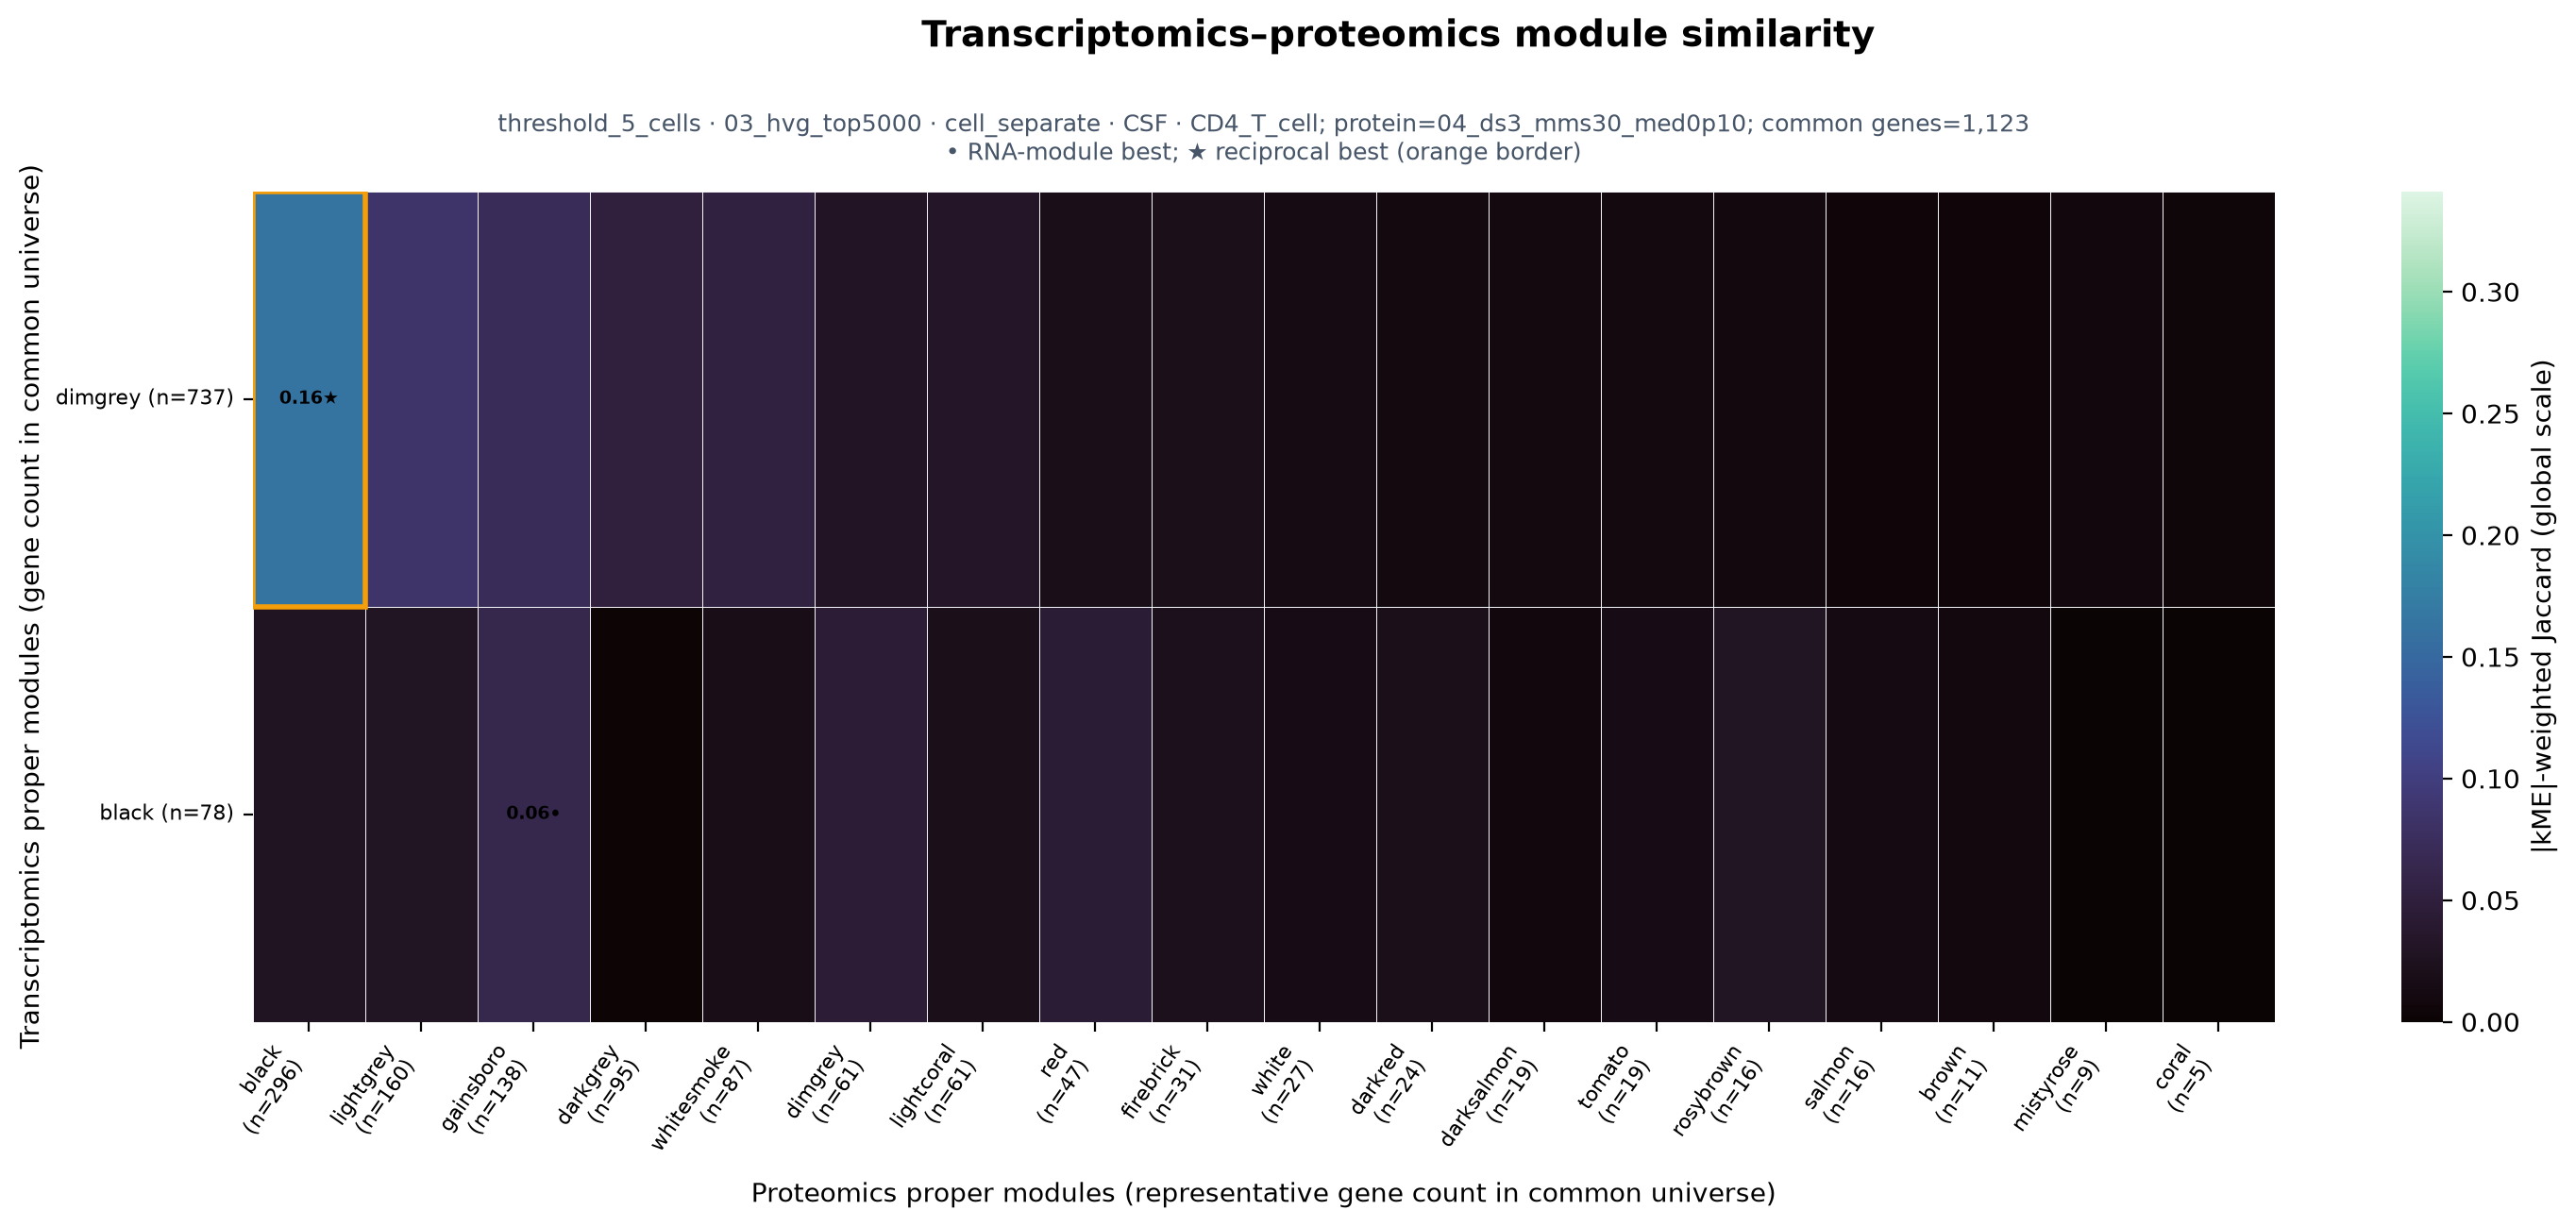 Transcriptomics–proteomics module similarity
threshold_5_cells · 03_hvg_top5000 · cell_separate · CSF · CD4_T_cell; protein=04_ds3_mms30_med0p10; common genes=1,123
• RNA-module best; ★ reciprocal best (orange border)
Transcriptomics proper modules (gene count in common universe)
dimgrey (n=737)
0.16★
black (n=78)
0.06•
black
(n=296)
lightgrey
(n=160)
gainsboro
(n=138)
darkgrey
(n=95)
whitesmoke
(n=87)
dimgrey
(n=61)
lightcoral
(n=61)
red
(n=47)
firebrick
(n=31)
white
(n=27)
darkred
(n=24)
darksalmon
(n=19)
tomato
(n=19)
rosybrown
(n=16)
salmon
(n=16)
brown
(n=11)
mistyrose
(n=9)
coral
(n=5)
Proteomics proper modules (representative gene count in common universe)
0.30
0.25
0.20
0.15
0.10
0.05
0.00
|kME|-weighted Jaccard (global scale)